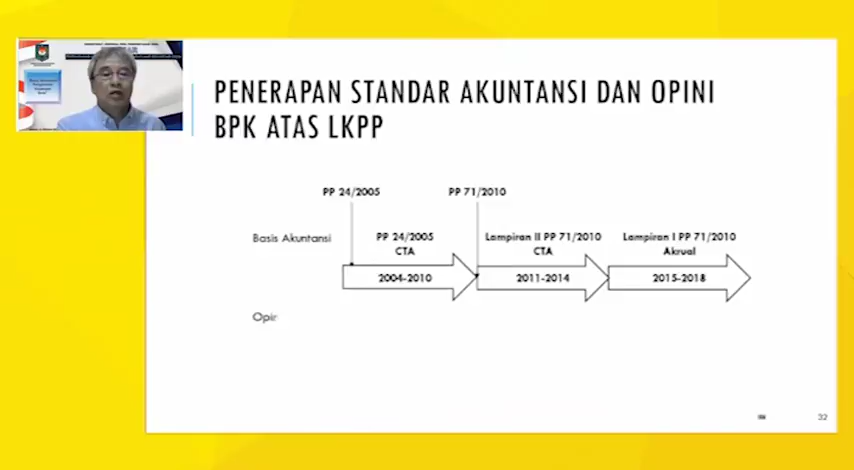 PENERAPAN STANDAR AKUNTANSI DAN OPINI
BPK ATAS LKPP
PP 24/2005
PP 71/2010
Basis Akuntansi
PP 24/2005
CTA
Lampiran II PP 71/2010
CTA
Lampiran I PP 71/2010
Akrual
2004-2010
2011-2014
2015-2018
Opir
32